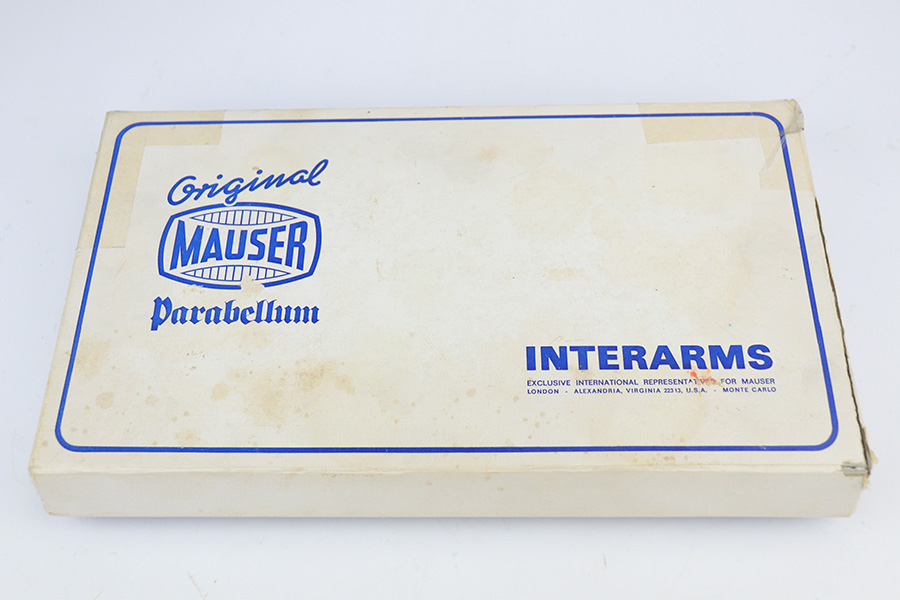 Original
MAUSER
Parabellum
INTERARMS
EXCLUSIVE INTERNATIONAL REPRESENTATIVES FOR MAUSER
LONDON - ALEXANDRIA, VIRGINIA 22313, U.S.A. - MONTE CARLO